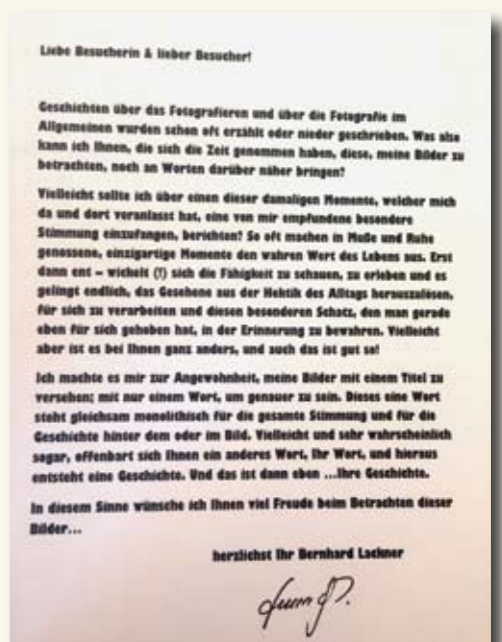 Liebe Besucherin & lieber Besucher!
Geschichten über das Fotografieren und über die Fotografie im
Allgemeinen wurden schon oft erzählt oder nieder geschrieben. Was also
kann ich Ihnen, die sich die Zeit genommen haben, diese, meine Bilder zu
betrachten, noch an Worten darüber näher bringen?
Vielleicht sollte ich über einen dieser damaligen Momente, welcher mich
da und dort veranlasst hat, eine von mir empfundene besondere
Stimmung einzufangen, berichten? So oft machen in Muße und Ruhe
genossene, einzigartige Momente den wahren Wert des Lebens aus. Erst
dann ent – wickelt (!) sich die Fähigkeit zu schauen, zu erleben und es
gelingt endlich, das Gesehene aus der Hektik des Alltags herauszulösen,
für sich zu verarbeiten und diesen besonderen Schatz, den man gerade
eben für sich gehoben hat, in der Erinnerung zu bewahren. Vielleicht
aber ist es bei Ihnen ganz anders, und auch das ist gut so!
Ich machte es mir zur Angewohnheit, meine Bilder mit einem Titel zu
versehen; mit nur einem Wort, um genauer zu sein. Dieses eine Wort
steht gleichsam monolithisch für die gesamte Stimmung und für die
Geschichte hinter dem oder im Bild. Vielleicht und sehr wahrscheinlich
sogar, offenbart sich Ihnen ein anderes Wort, Ihr Wort, und hieraus
entsteht eine Geschichte. Und das ist dann eben ...Ihre Geschichte.
In diesem Sinne wünsche ich Ihnen viel Freude beim Betrachten dieser
Bilder...
herzlichst Ihr Bernhard Lackner